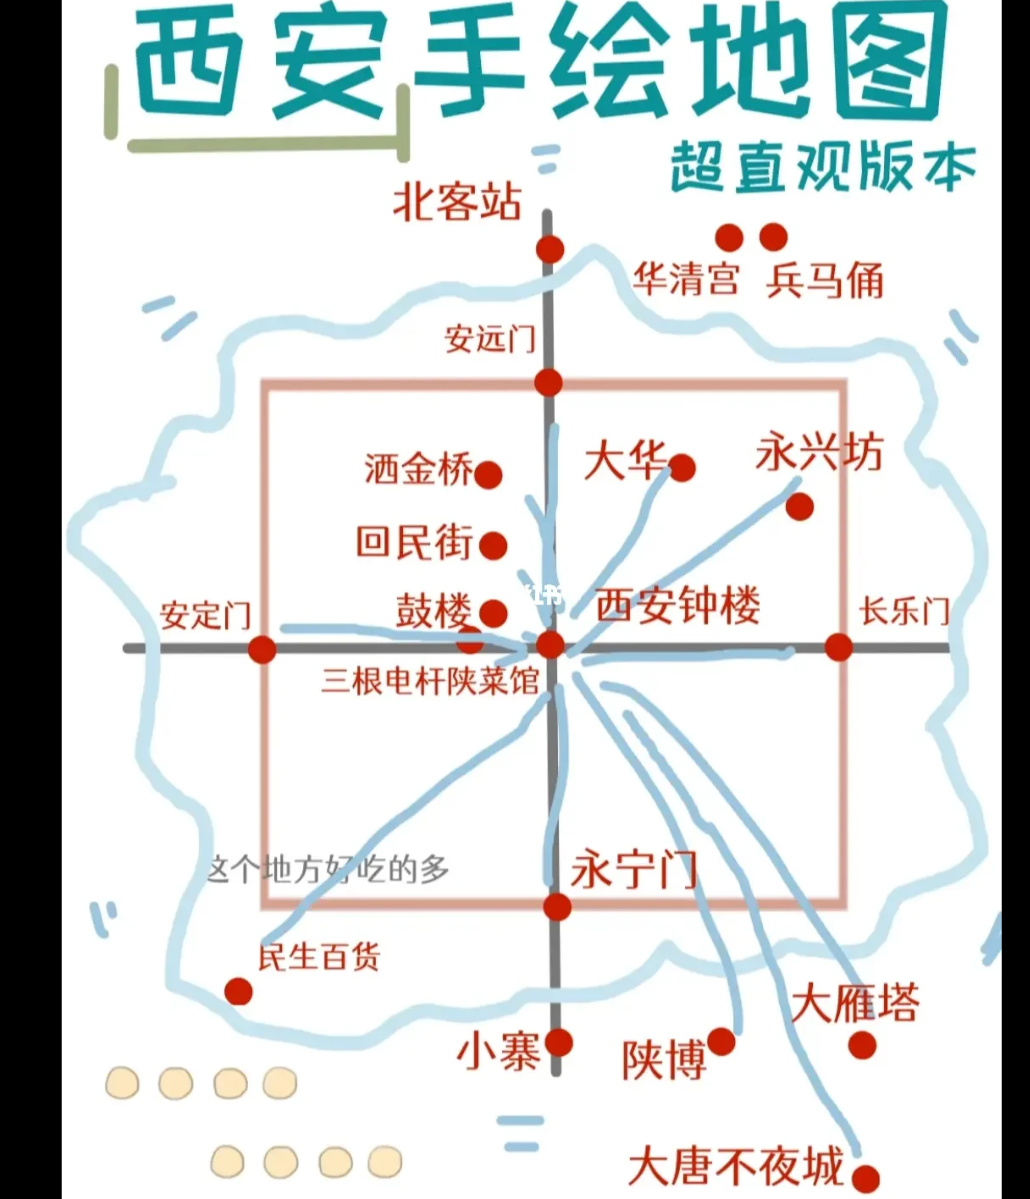 西安手绘地图
超直观版本
北客站
华清宫 兵马俑
安远门
洒金桥
大华
永兴坊
回民街
鼓楼
西安钟楼
安定门
长乐门
三根电杆陕菜馆
这个地方好吃的多
永宁门
民生百货
大雁塔
小寨
陕博
大唐不夜城